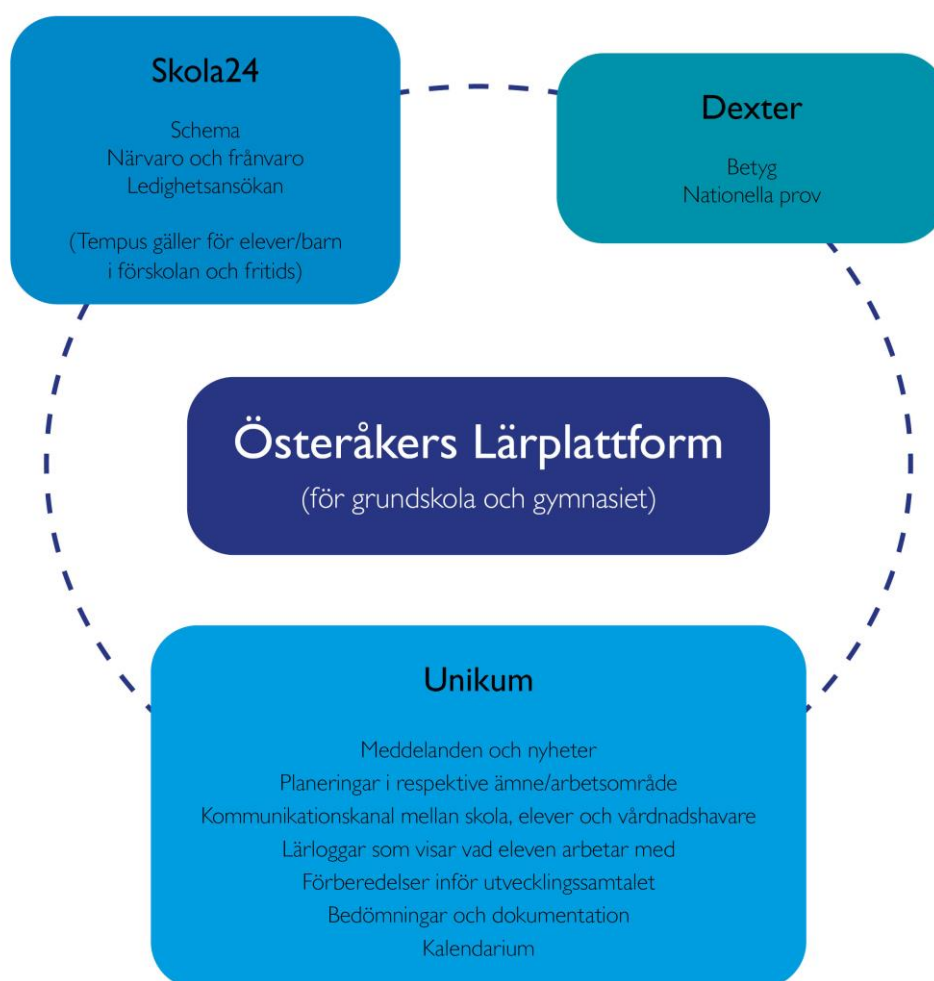 Skola24
Schema
Närvaro och frånvaro
Ledighetsansökan
(Tempus gäller för elever/barn
i förskolan och fritids)
Dexter
Betyg
Nationella prov
Österåkers Lärplattform
(för grundskola och gymnasiet)
Unikum
Meddelanden och nyheter
Planeringar i respektive ämne/arbetsområde
Kommunikationskanal mellan skola, elever och vårdnadshavare
Lärloggar som visar vad eleven arbetar med
Förberedelser inför utvecklingssamtalet
Bedömningar och dokumentation
Kalendarium